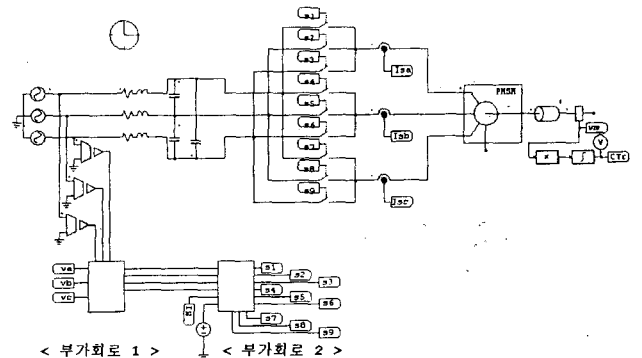 s1
s2
s3
s4
s5
s6
s7
s8
s9
Isa
Isb
Isc
PMSM
V
K
CTr
va
vb
vc
s1
s2
s3
s4
s5
s6
s7
s8
s9
< 부가회로 1 >
< 부가회로 2 >